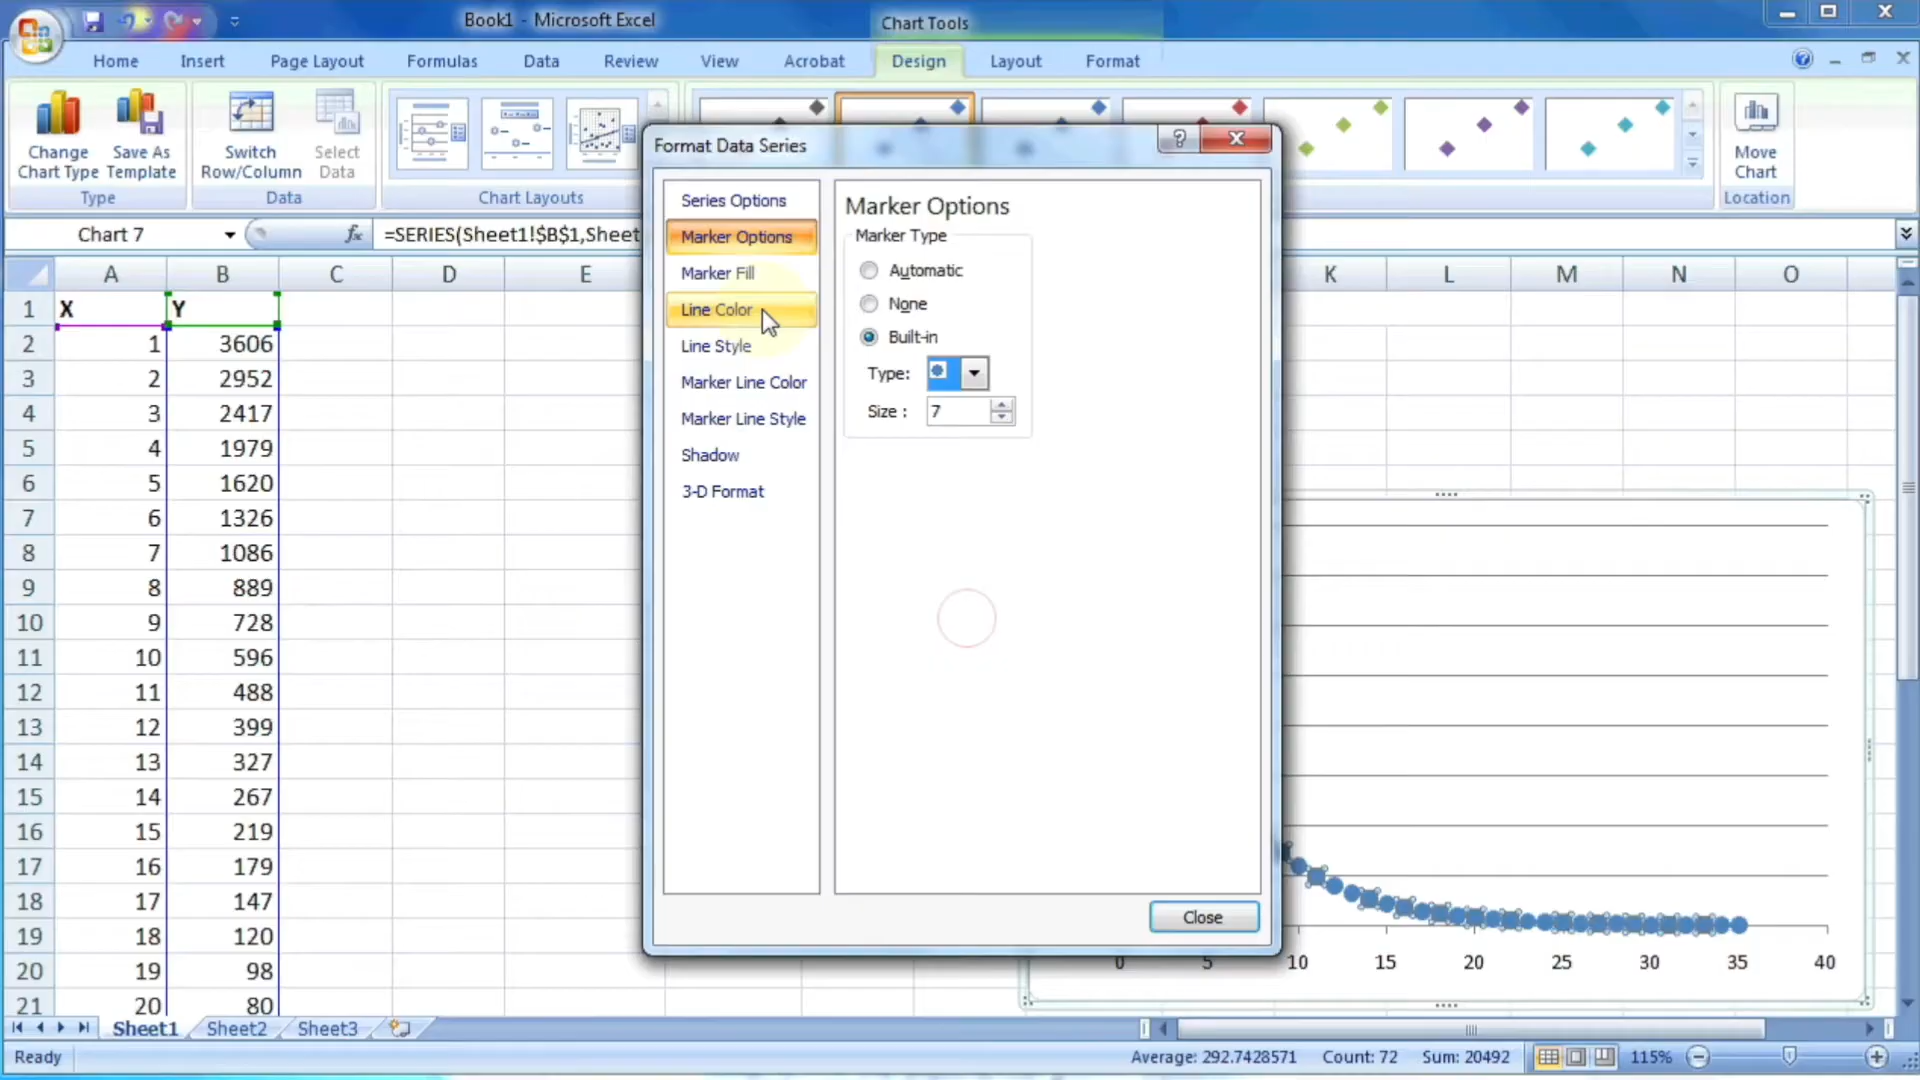 Book1 - Microsoft Excel
Chart Tools
Home Insert Page Layout Formulas Data Review View Acrobat Design Layout Format
Change Chart Type
Save As Template
Type
Switch Row/Column
Select Data
Data
Chart Layouts
Move Chart
Location
Chart 7
fx
=SERIES(Sheet1!$B$1,Sheet
Format Data Series
Series Options
Marker Options
Marker Fill
Line Color
Line Style
Marker Line Color
Marker Line Style
Shadow
3-D Format
Marker Options
Marker Type
Automatic
None
Built-in
Type:
Size : 7
Close
A B C D E K L M N O
1 X Y
2 1 3606
3 2 2952
4 3 2417
5 4 1979
6 5 1620
7 6 1326
8 7 1086
9 8 889
10 9 728
11 10 596
12 11 488
13 12 399
14 13 327
15 14 267
16 15 219
17 16 179
18 17 147
19 18 120
20 19 98
21 20 80
0 5 10 15 20 25 30 35 40
Sheet1 Sheet2 Sheet3
Ready
Average: 292.7428571 Count: 72 Sum: 20492 115%